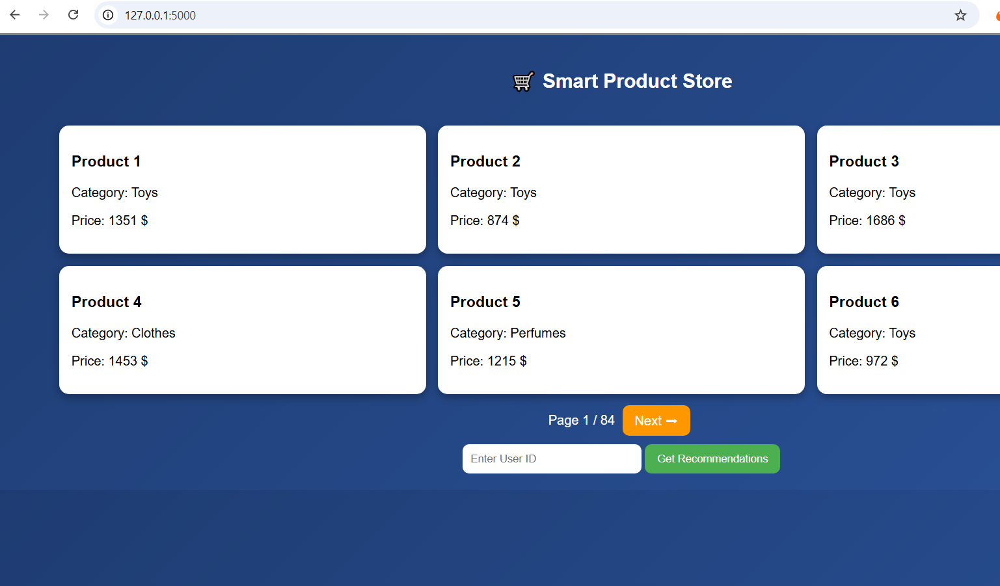 127.0.0.1:5000
Smart Product Store
Product 1
Category: Toys
Price: 1351 $
Product 2
Category: Toys
Price: 874 $
Product 3
Category: Toys
Price: 1686 $
Product 4
Category: Clothes
Price: 1453 $
Product 5
Category: Perfumes
Price: 1215 $
Product 6
Category: Toys
Price: 972 $
Page 1 / 84 Next ➡
Enter User ID Get Recommendations